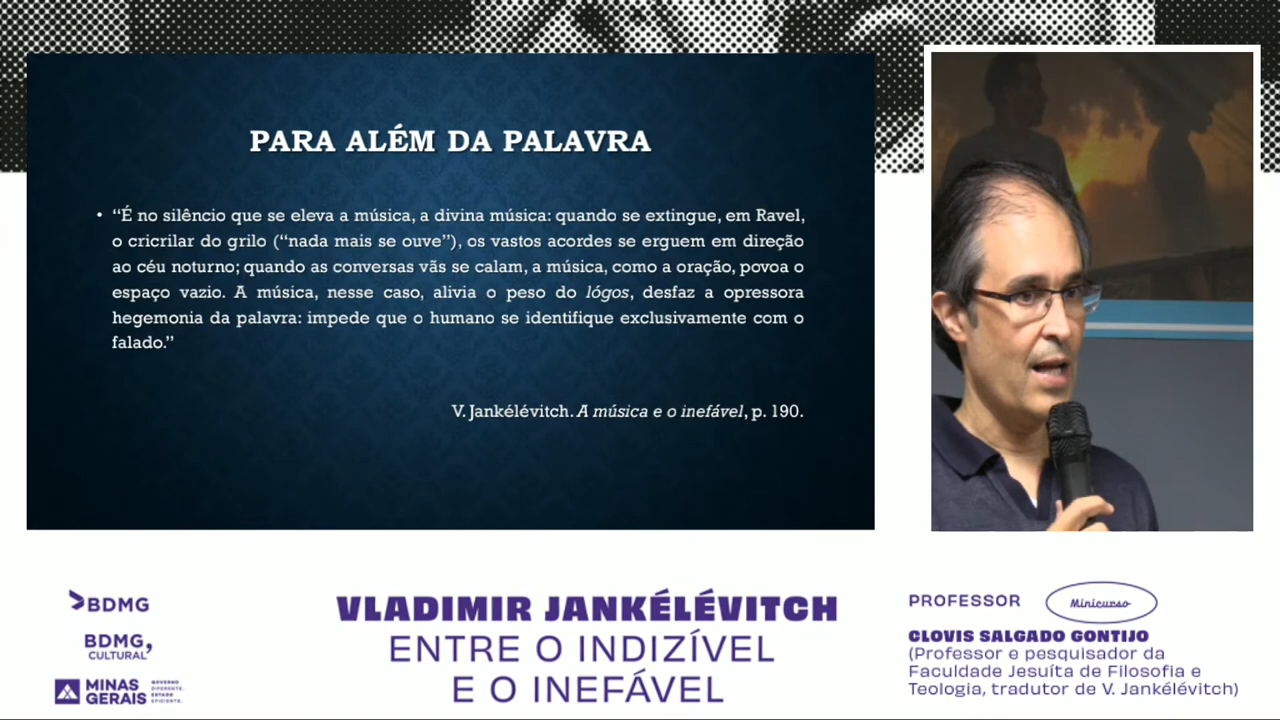 PARA ALÉM DA PALAVRA
• “É no silêncio que se eleva a música, a divina música: quando se extingue, em Ravel,
o cricrilar do grilo (“nada mais se ouve”), os vastos acordes se erguem em direção
ao céu noturno; quando as conversas vãs se calam, a música, como a oração, povoa o
espaço vazio. A música, nesse caso, alivia o peso do lógos, desfaz a opressora
hegemonia da palavra: impede que o humano se identifique exclusivamente com o
falado.”
V. Jankélévitch. A música e o inefável, p. 190.
BDMG
BDMG,
CULTURAL
MINAS
GERAIS
GOVERNO
DIFERENTE.
ESTADO
EFICIENTE.
VLADIMIR JANKÉLÉVITCH
ENTRE O INDIZÍVEL
E O INEFÁVEL
PROFESSOR
Minicurso
CLOVIS SALGADO GONTIJO
(Professor e pesquisador da
Faculdade Jesuíta de Filosofia e
Teologia, tradutor de V. Jankélévitch)